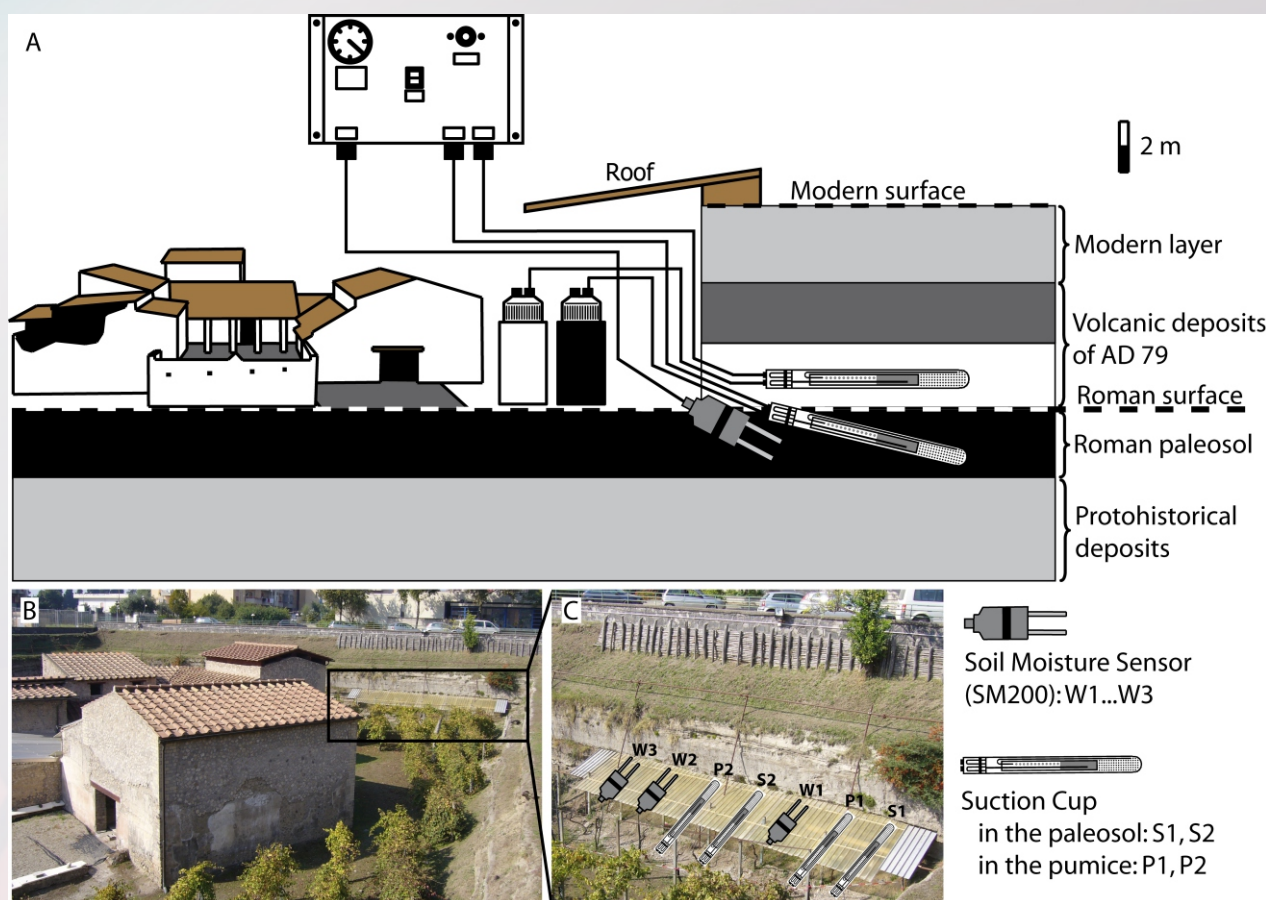 A
2 m
Roof
Modern surface
Modern layer
Volcanic deposits
of AD 79
Roman surface
Roman paleosol
Protohistorical
deposits
B
C
W3
W2
P2
S2
W1
P1
S1
Soil Moisture Sensor
(SM200): W1...W3
Suction Cup
in the paleosol: S1, S2
in the pumice: P1, P2